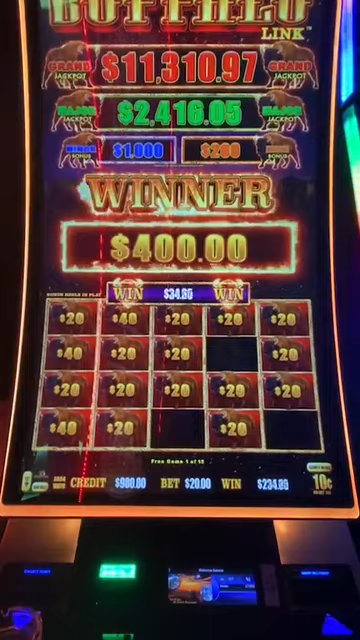 BUFFALO
LINK™
GRAND JACKPOT $11,310.97 GRAND JACKPOT
MAJOR JACKPOT $2,416.05 MAJOR JACKPOT
MINOR BONUS $1,000 $200 BONUS
WINNER
$400.00
WIN $34.85 WIN
$20 $40 $20 $20 $20
$40 $20 $20 $20
$20 $20 $20 $20 $20
$40 $20 $20
Free Game 1 of 15
CREDIT $980.00 BET $20.00 WIN $234.85
10¢